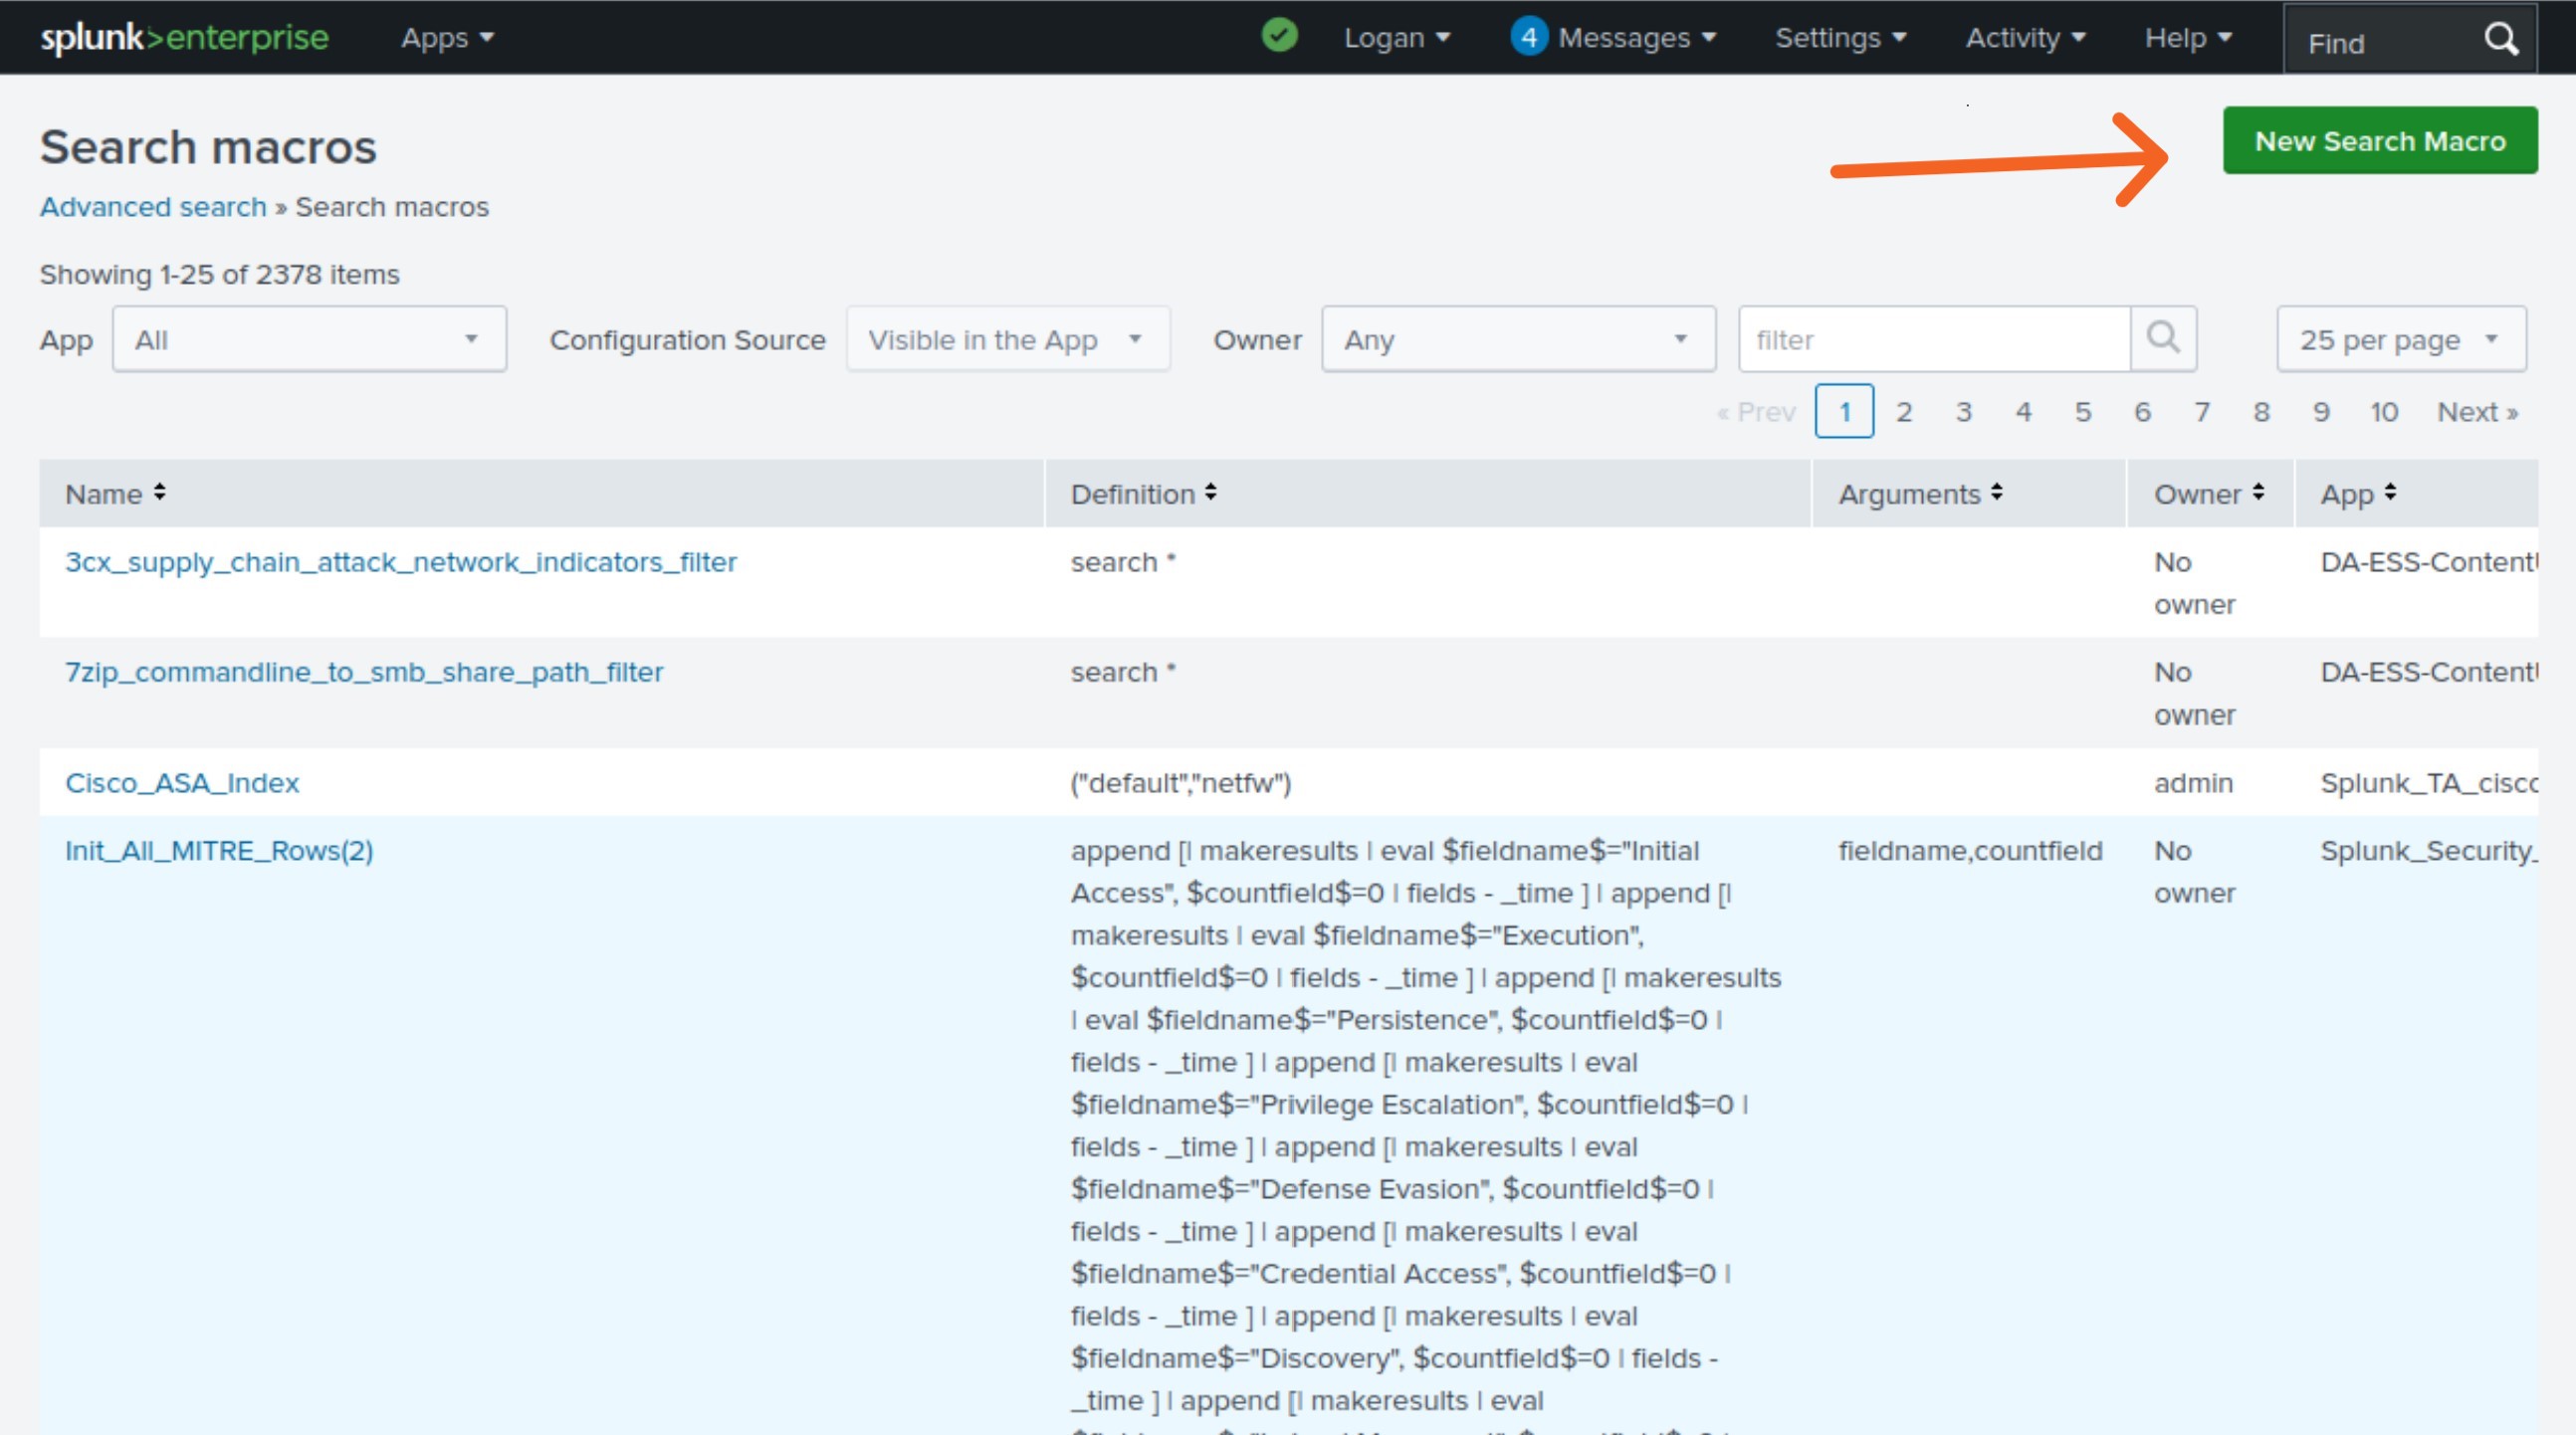 splunk>enterprise Apps Logan 4 Messages Settings Activity Help Find
Search macros
New Search Macro
Advanced search » Search macros
Showing 1-25 of 2378 items
App All Configuration Source Visible in the App Owner Any filter 25 per page
« Prev 1 2 3 4 5 6 7 8 9 10 Next »
Name Definition Arguments Owner App
3cx_supply_chain_attack_network_indicators_filter search * No DA-ESS-Content
owner
7zip_commandline_to_smb_share_path_filter search * No DA-ESS-Content
owner
Cisco_ASA_Index ("default","netfw") admin Splunk_TA_cisc
Init_All_MITRE_Rows(2) append [| makeresults | eval $fieldname$="Initial fieldname,countfield No Splunk_Security_
Access", $countfield$=0 | fields - _time ] | append [| owner
makeresults | eval $fieldname$="Execution",
$countfield$=0 | fields - _time ] | append [| makeresults
| eval $fieldname$="Persistence", $countfield$=0 |
fields - _time ] | append [| makeresults | eval
$fieldname$="Privilege Escalation", $countfield$=0 |
fields - _time ] | append [| makeresults | eval
$fieldname$="Defense Evasion", $countfield$=0 |
fields - _time ] | append [| makeresults | eval
$fieldname$="Credential Access", $countfield$=0 |
fields - _time ] | append [| makeresults | eval
$fieldname$="Discovery", $countfield$=0 | fields -
_time ] | append [| makeresults | eval